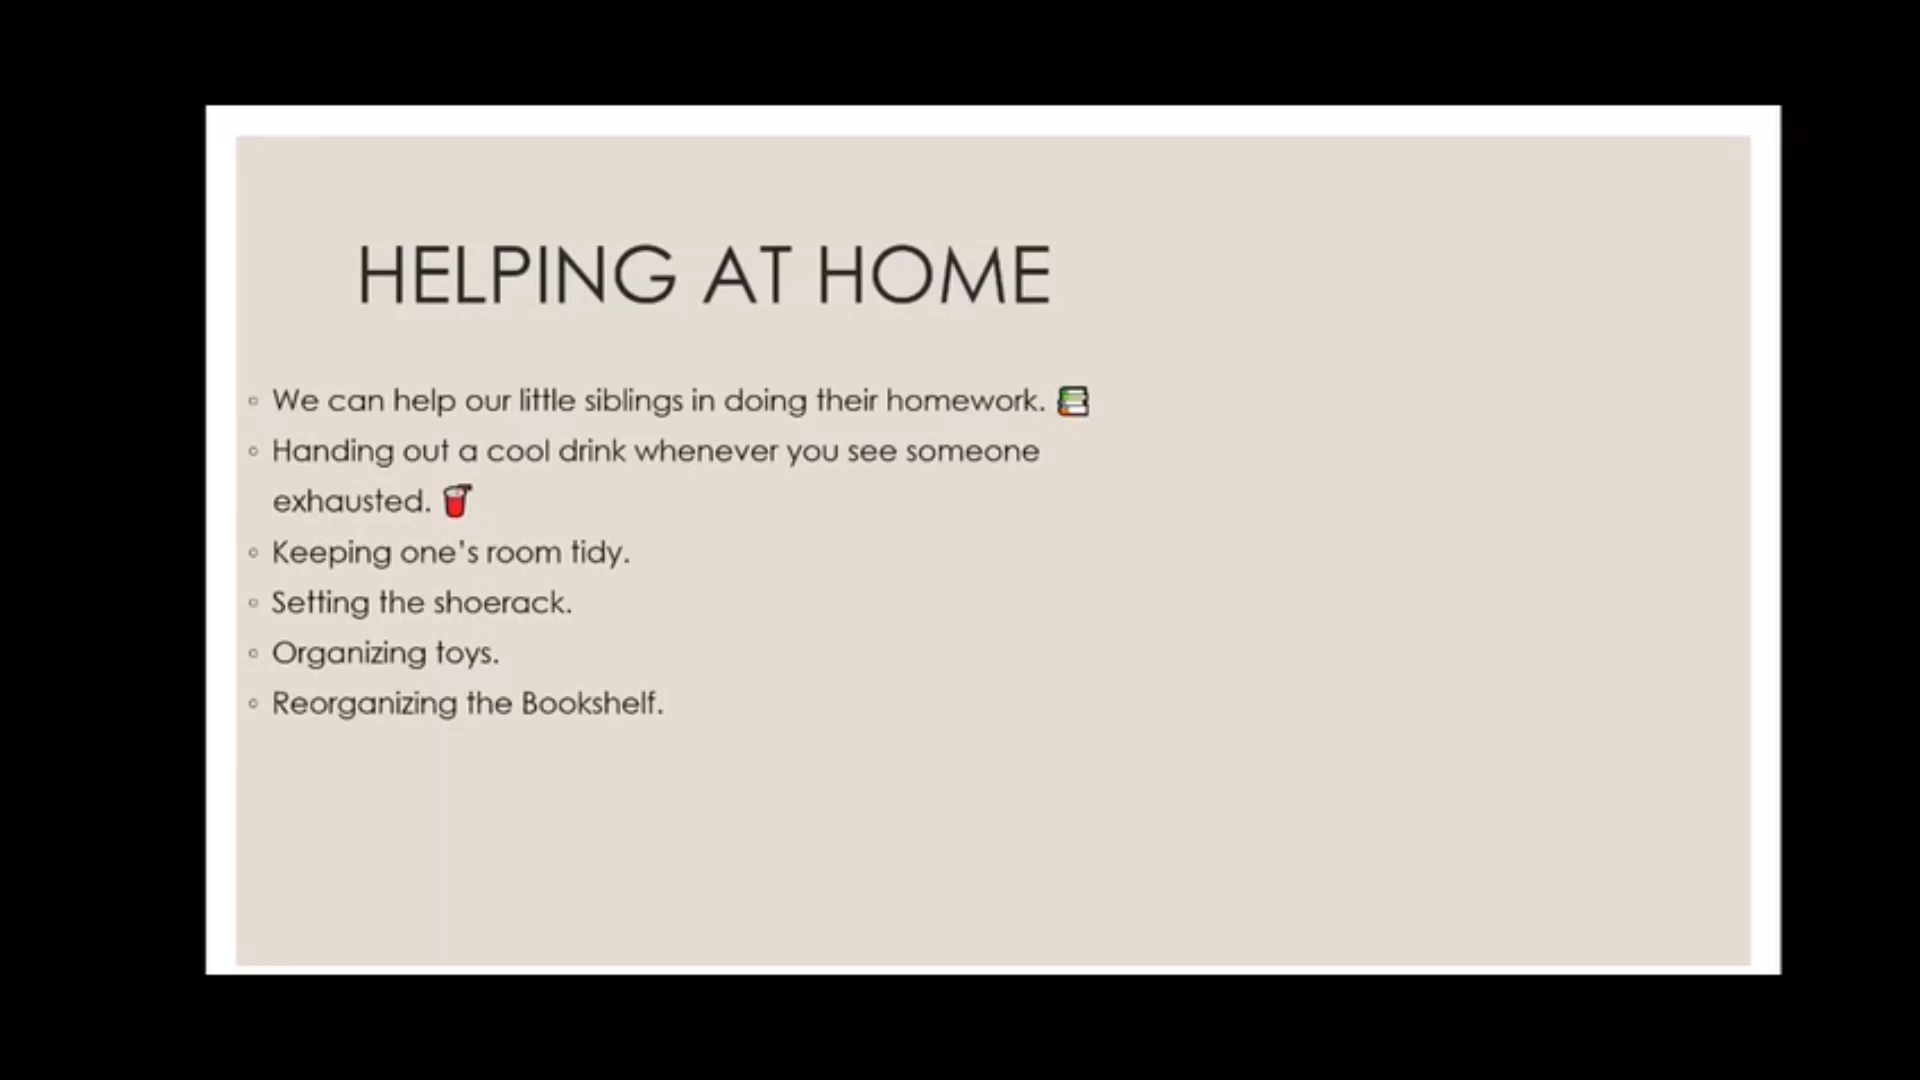 HELPING AT HOME
◦ We can help our little siblings in doing their homework. 📚
◦ Handing out a cool drink whenever you see someone
exhausted. 🥤
◦ Keeping one’s room tidy.
◦ Setting the shoerack.
◦ Organizing toys.
◦ Reorganizing the Bookshelf.